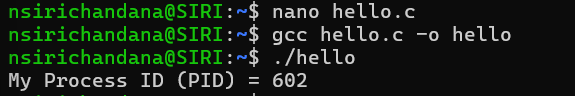 nsirichandana@SIRI:~$ nano hello.c
nsirichandana@SIRI:~$ gcc hello.c -o hello
nsirichandana@SIRI:~$ ./hello
My Process ID (PID) = 602